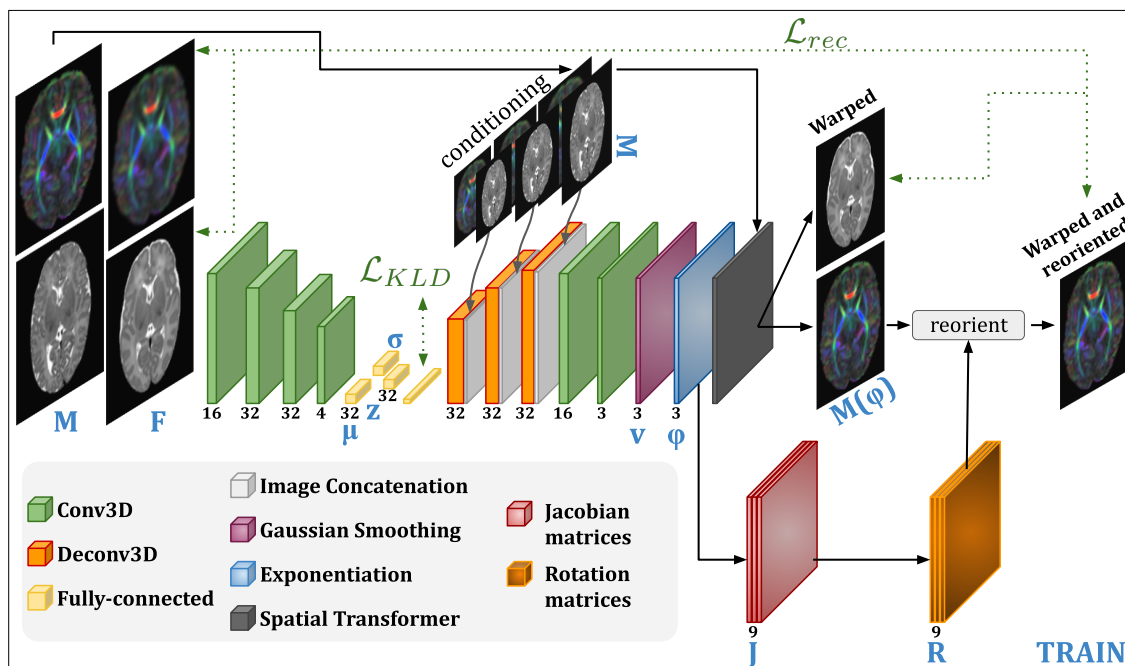 ℒrec
conditioning
M
Warped
Warped and
reoriented
ℒKLD
σ
reorient
16
32
32
4
32
32
32
32
32
16
3
3
3
μ
z
v
φ
M
F
M(φ)
Conv3D
Deconv3D
Fully-connected
Image Concatenation
Gaussian Smoothing
Exponentiation
Spatial Transformer
Jacobian
matrices
Rotation
matrices
9
J
9
R
TRAIN